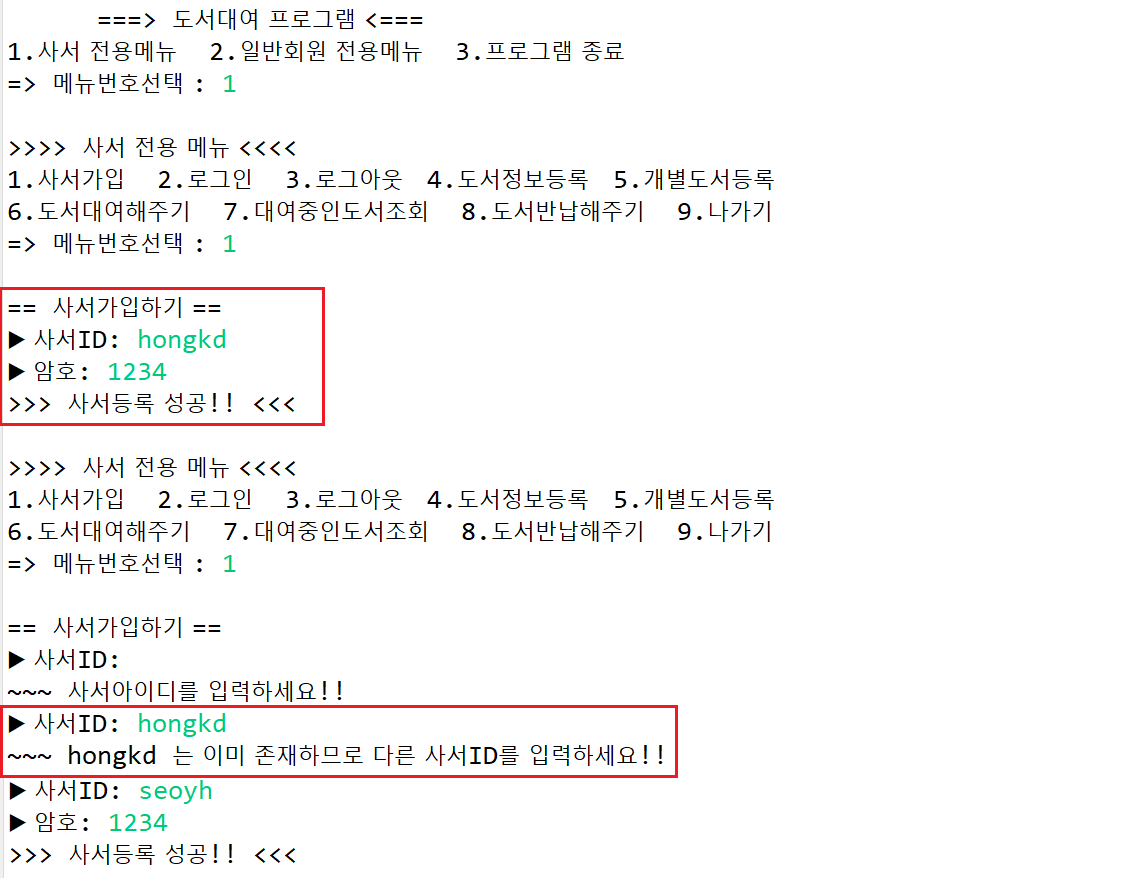 ===> 도서대여 프로그램 <===
1.사서 전용메뉴  2.일반회원 전용메뉴  3.프로그램 종료
=> 메뉴번호선택 : 1
>>>> 사서 전용 메뉴 <<<<
1.사서가입  2.로그인  3.로그아웃  4.도서정보등록  5.개별도서등록
6.도서대여해주기  7.대여중인도서조회  8.도서반납해주기  9.나가기
=> 메뉴번호선택 : 1
== 사서가입하기 ==
▶ 사서ID: hongkd
▶ 암호: 1234
>>> 사서등록 성공!! <<<
>>>> 사서 전용 메뉴 <<<<
1.사서가입  2.로그인  3.로그아웃  4.도서정보등록  5.개별도서등록
6.도서대여해주기  7.대여중인도서조회  8.도서반납해주기  9.나가기
=> 메뉴번호선택 : 1
== 사서가입하기 ==
▶ 사서ID:
~~~ 사서아이디를 입력하세요!!
▶ 사서ID: hongkd
~~~ hongkd 는 이미 존재하므로 다른 사서ID를 입력하세요!!
▶ 사서ID: seoyh
▶ 암호: 1234
>>> 사서등록 성공!! <<<